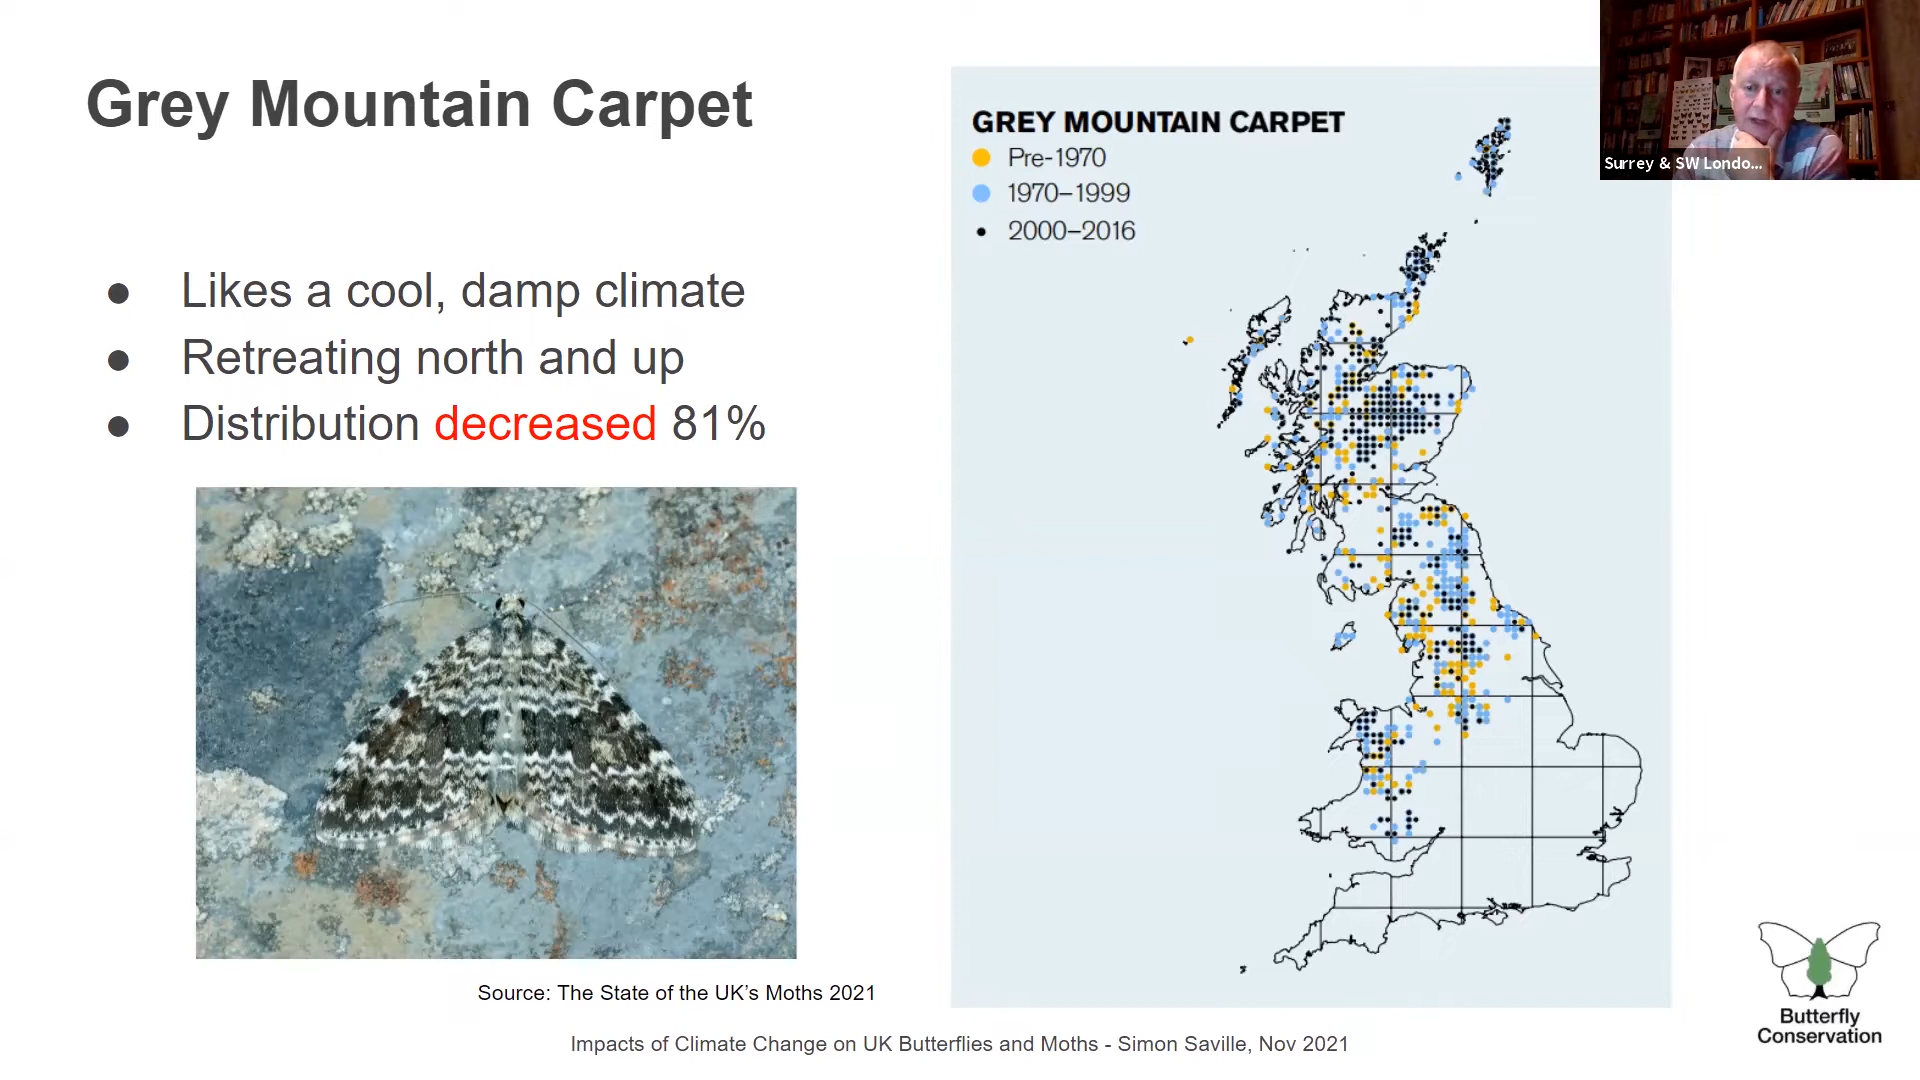 Grey Mountain Carpet
● Likes a cool, damp climate
● Retreating north and up
● Distribution decreased 81%
Source: The State of the UK’s Moths 2021
GREY MOUNTAIN CARPET
Pre-1970
1970–1999
2000–2016
Surrey & SW Londo...
Butterfly
Conservation
Impacts of Climate Change on UK Butterflies and Moths - Simon Saville, Nov 2021